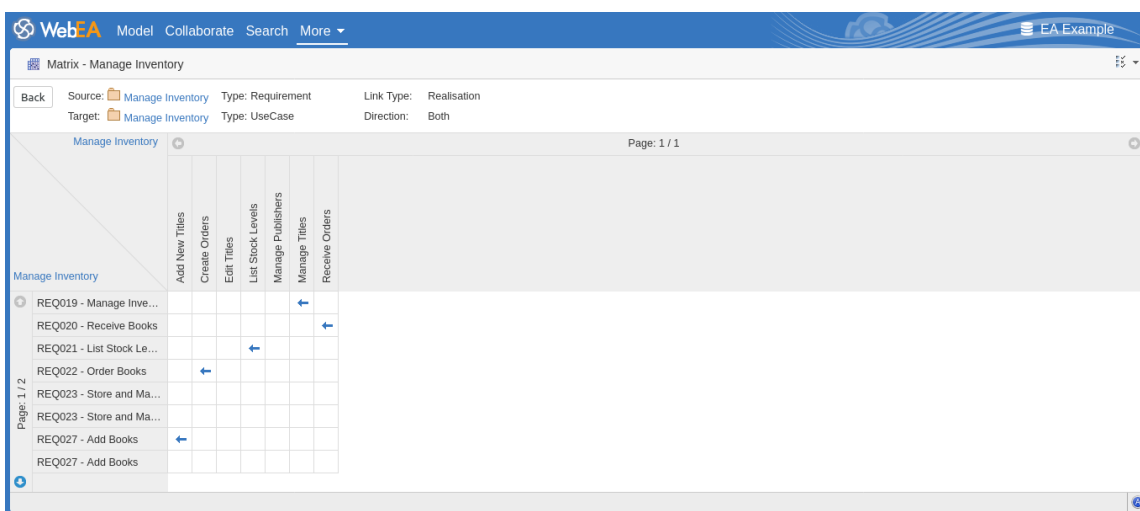 WebEA Model Collaborate Search More EA Example
Matrix - Manage Inventory
Back Source: Manage Inventory Type: Requirement Link Type: Realisation
Target: Manage Inventory Type: UseCase Direction: Both
Manage Inventory Page: 1 / 1
Add New Titles
Create Orders
Edit Titles
List Stock Levels
Manage Publishers
Manage Titles
Receive Orders
Manage Inventory
REQ019 - Manage Inve...
REQ020 - Receive Books
REQ021 - List Stock Le...
REQ022 - Order Books
REQ023 - Store and Ma...
REQ023 - Store and Ma...
REQ027 - Add Books
REQ027 - Add Books
Page: 1 / 2